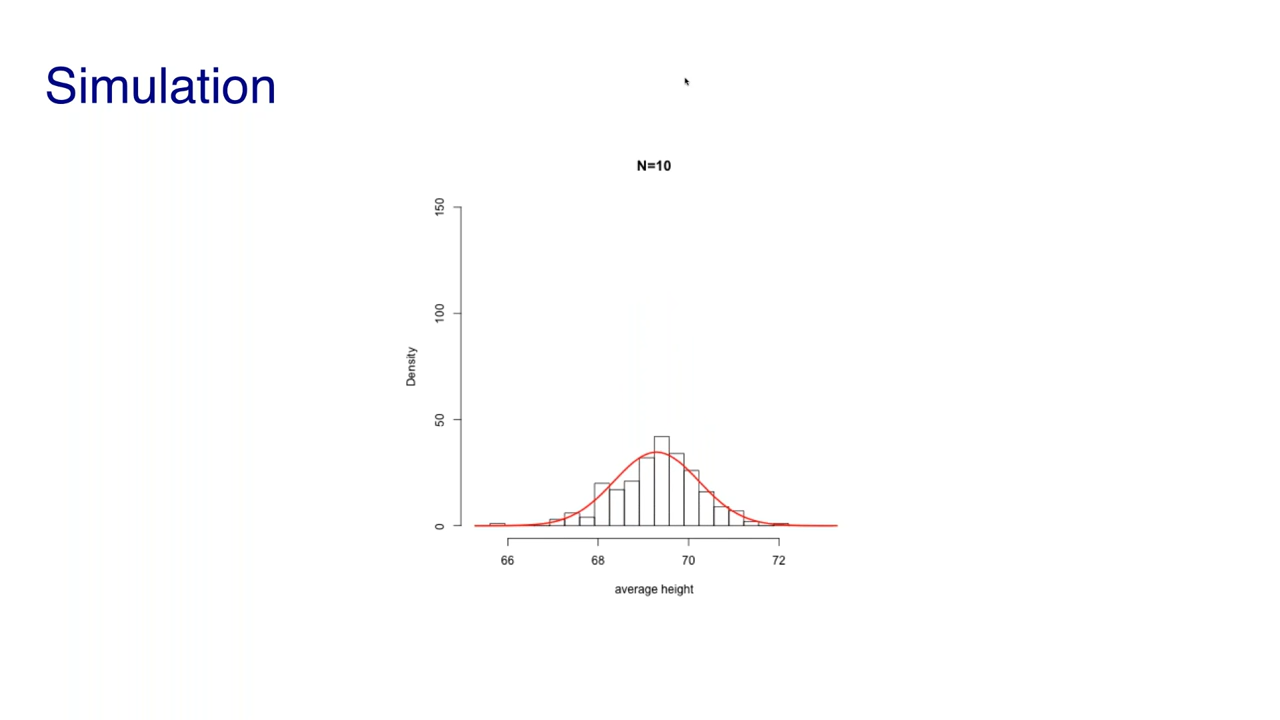 Simulation
N=10
150
100
50
0
Density
66 68 70 72
average height